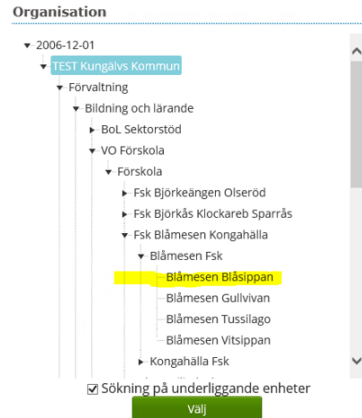 Organisation
2006-12-01
TEST Kungälvs Kommun
Förvaltning
Bildning och lärande
BoL Sektorstöd
VO Förskola
Förskola
Fsk Björkeängen Olseröd
Fsk Björkås Klockareb Sparrås
Fsk Blåmesen Kongahälla
Blåmesen Fsk
Blåmesen Blåsippan
Blåmesen Gullvivan
Blåmesen Tussilago
Blåmesen Vitsippan
Kongahälla Fsk
Sökning på underliggande enheter
Välj